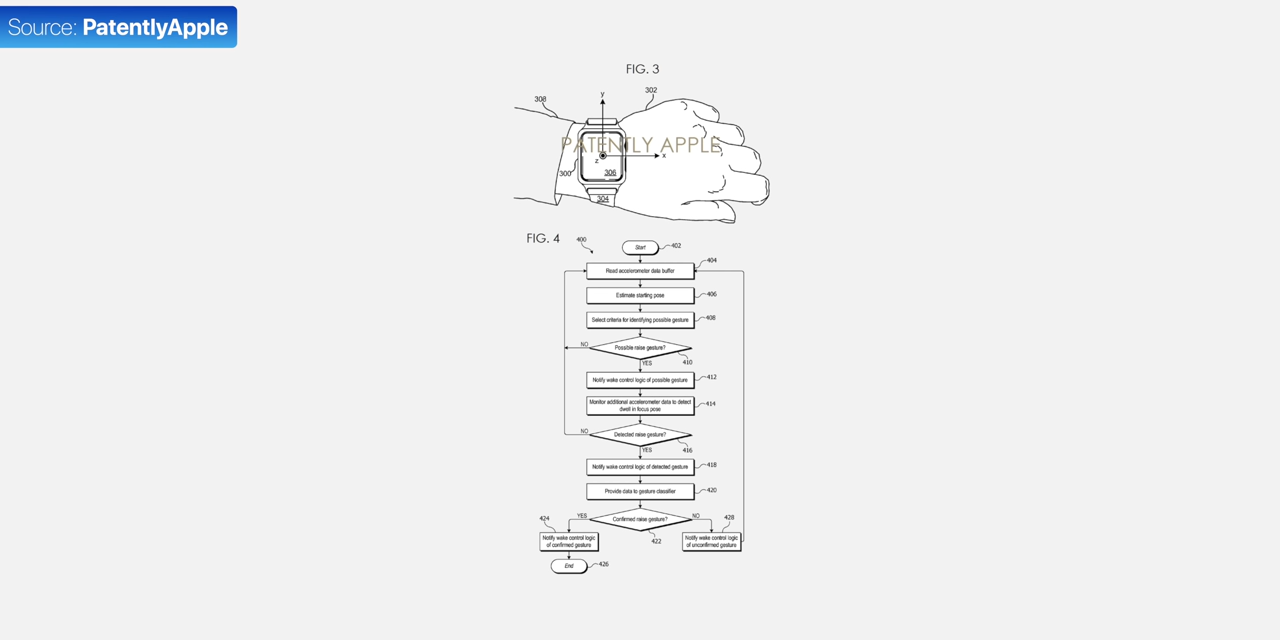 Source: PatentlyApple
FIG. 3
308
y
302
PATENTLY APPLE
x
z
300
306
304
FIG. 4
400
Start
402
404
Read accelerometer data buffer
Estimate starting pose
406
Select criteria for identifying possible gesture
408
NO
Possible raise gesture?
410
YES
Notify wake control logic of possible gesture
412
Monitor additional accelerometer data to detect
dwell in focus pose
414
NO
Detected raise gesture?
416
YES
Notify wake control logic of detected gesture
418
Provide data to gesture classifier
420
YES
Confirmed raise gesture?
NO
422
424
Notify wake control logic
of confirmed gesture
428
Notify wake control logic
of unconfirmed gesture
End
426